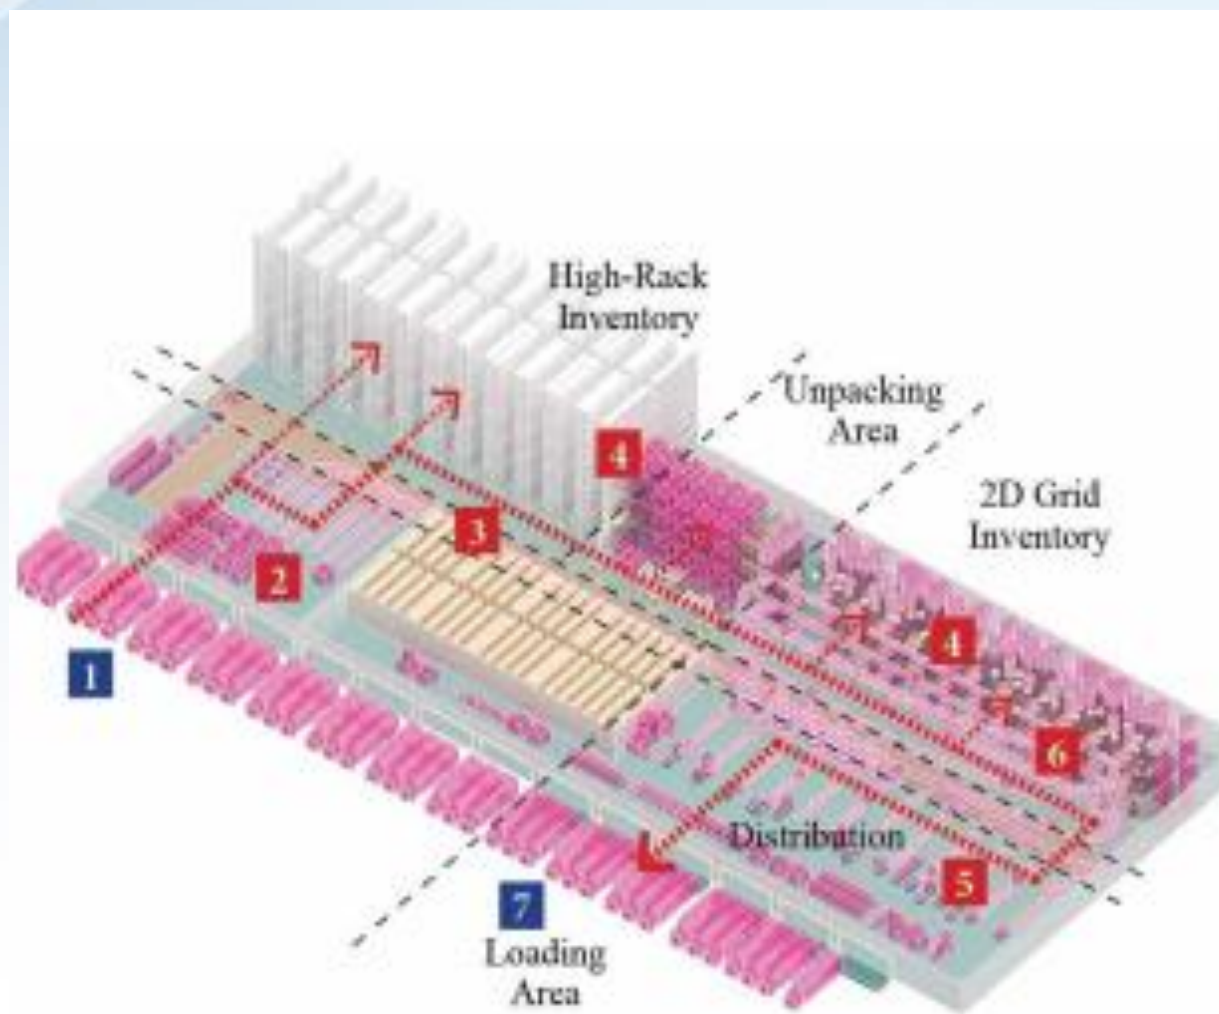 High-Rack
Inventory
Unpacking
Area
4
2D Grid
Inventory
3
2
4
1
6
Distribution
5
7
Loading
Area